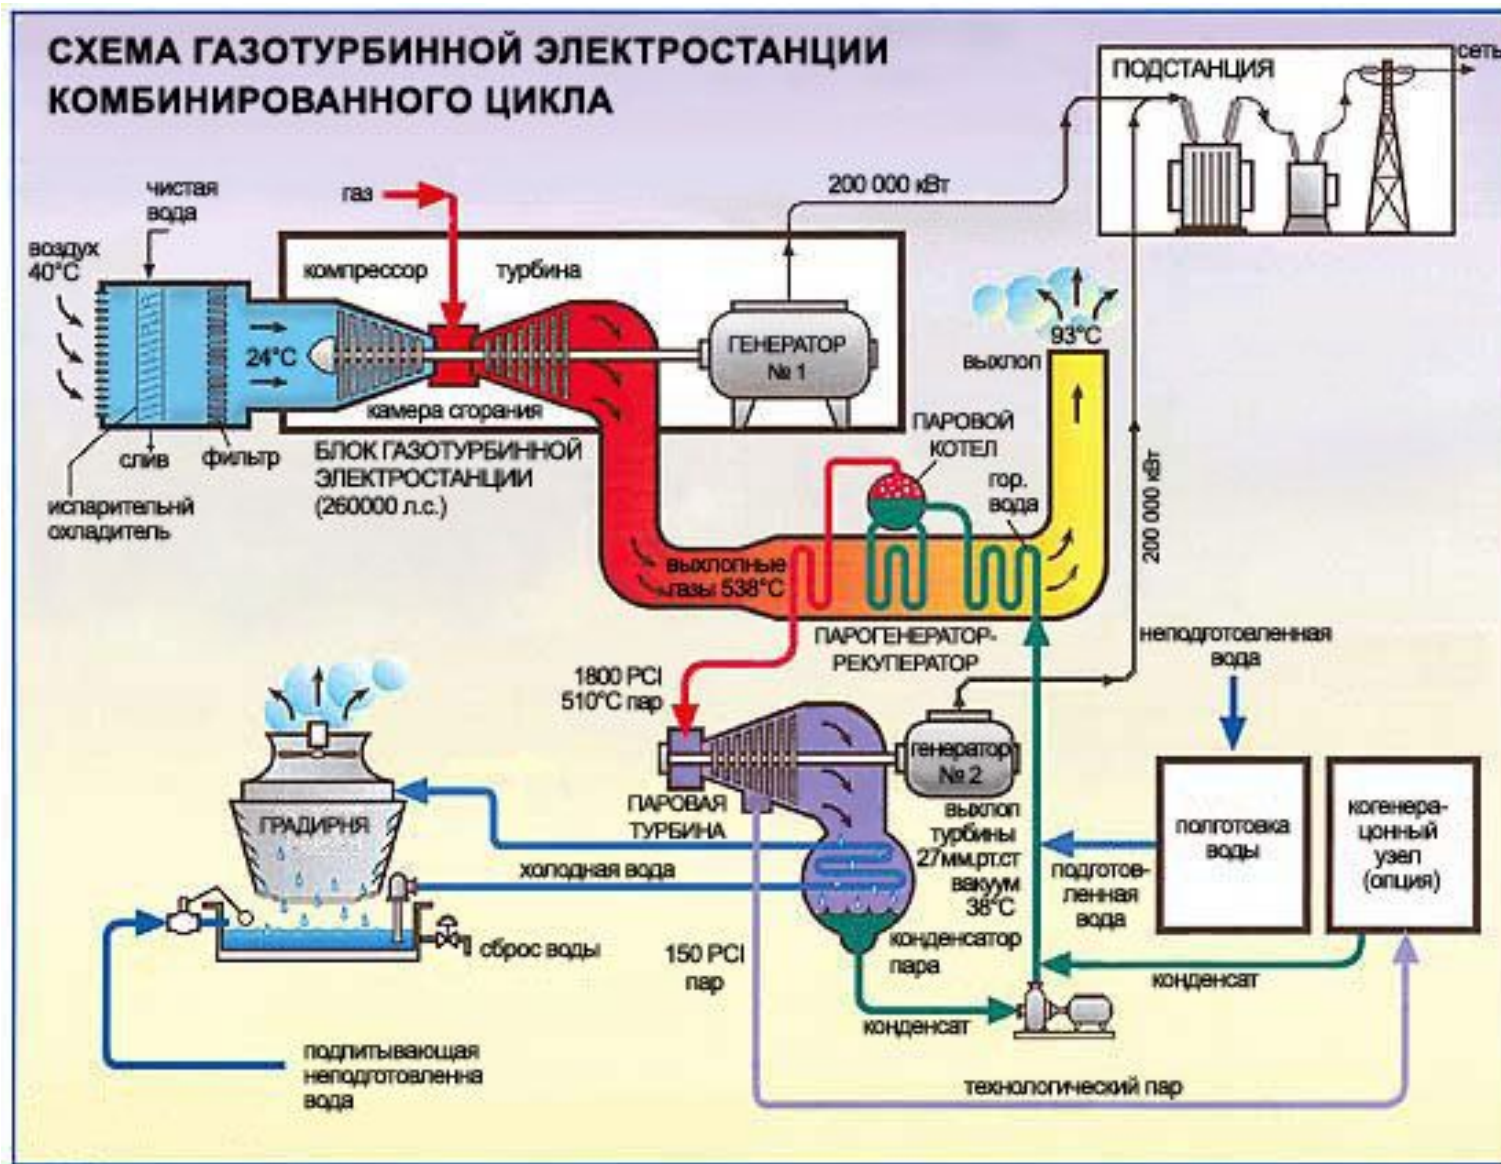 СХЕМА ГАЗОТУРБИННОЙ ЭЛЕКТРОСТАНЦИИ
КОМБИНИРОВАННОГО ЦИКЛА
ПОДСТАНЦИЯ
сеть
200 000 кВт
чистая
вода
газ
воздух
40°С
компрессор
турбина
24°С
ГЕНЕРАТОР
№ 1
93°С
выхлоп
камера сгорания
слив
фильтр
БЛОК ГАЗОТУРБИННОЙ
ЭЛЕКТРОСТАНЦИИ
(260000 л.с.)
испарительнй
охладитель
ПАРОВОЙ
КОТЕЛ
гор.
вода
200 000 кВт
выхлопные
газы 538°С
ПАРОГЕНЕРАТОР-
РЕКУПЕРАТОР
неподготовленная
вода
1800 PCI
510°С пар
генератор
№ 2
ПАРОВАЯ
ТУРБИНА
ГРАДИРНЯ
выхлоп
турбины
27мм.рт.ст
вакуум
38°С
полготовка
воды
когенера-
цонный
узел
(опция)
холодная вода
подготов-
ленная
вода
сброс воды
150 PCI
пар
конденсатор
пара
конденсат
конденсат
подпитывающая
неподготовленна
вода
технологический пар